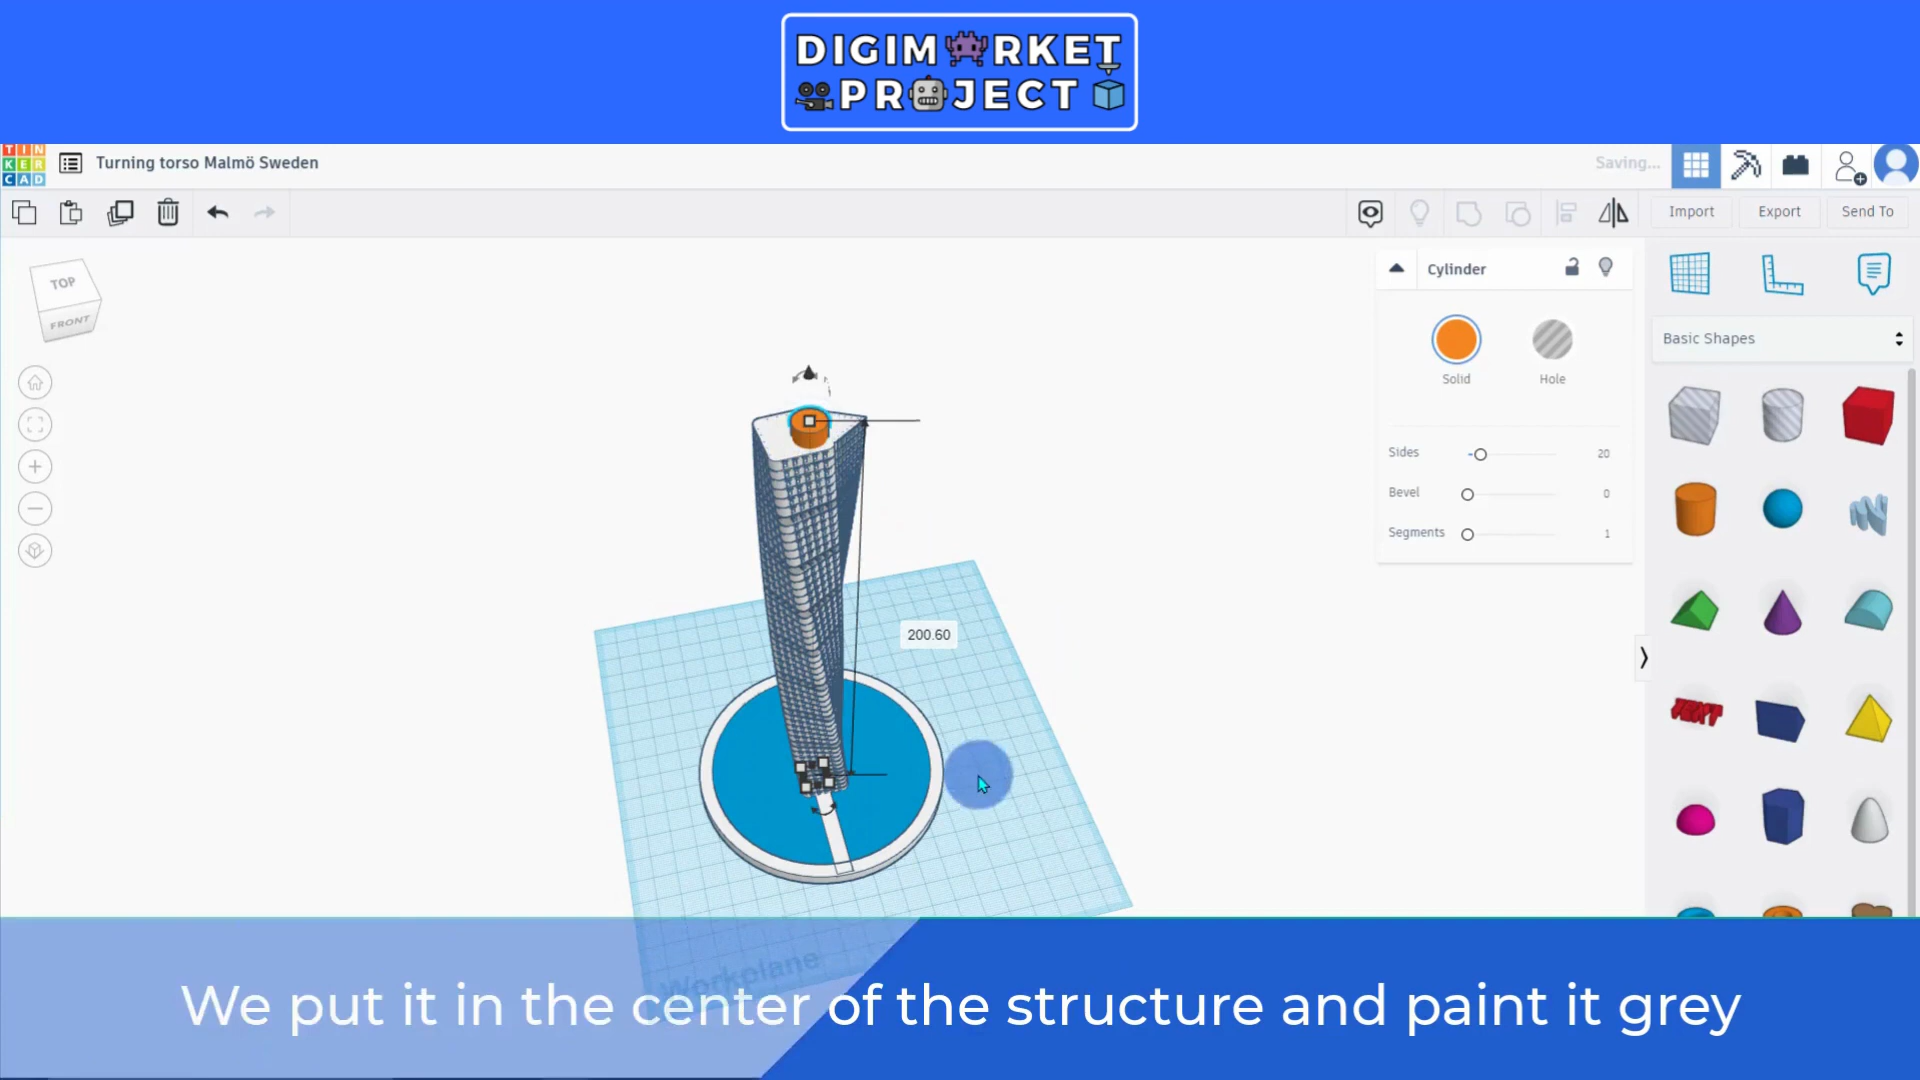 DIGIMARKET
PROJECT
TIN
KER
CAD
Turning torso Malmö Sweden
Saving...
Import
Export
Send To
TOP
FRONT
Cylinder
Solid
Hole
Sides
20
Bevel
0
Segments
1
Basic Shapes
TEXT
200.60
Workplane
We put it in the center of the structure and paint it grey